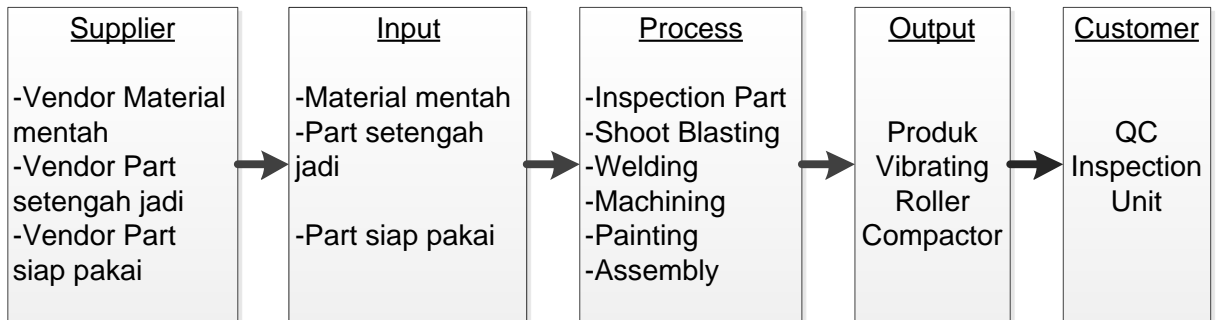 Supplier
-Vendor Material
mentah
-Vendor Part
setengah jadi
-Vendor Part
siap pakai
Input
-Material mentah
-Part setengah
jadi
-Part siap pakai
Process
-Inspection Part
-Shoot Blasting
-Welding
-Machining
-Painting
-Assembly
Output
Produk
Vibrating
Roller
Compactor
Customer
QC
Inspection
Unit